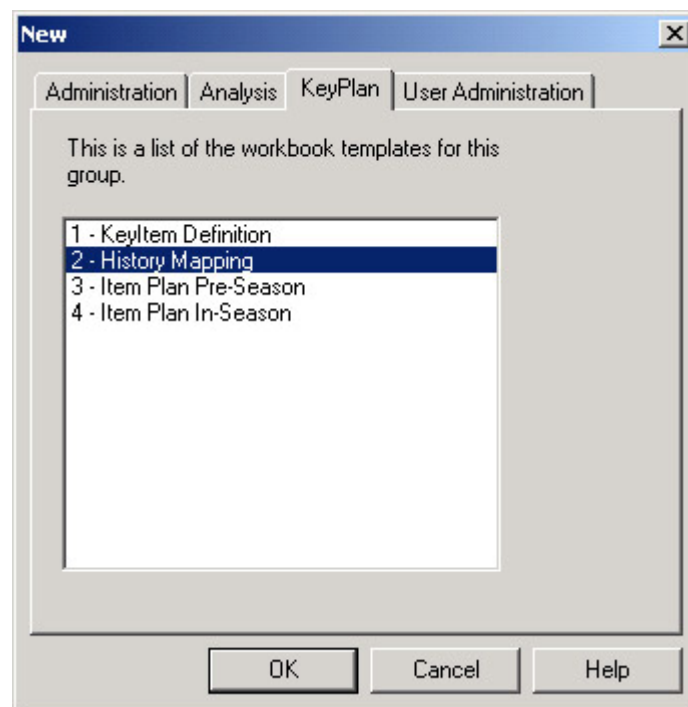 New
Administration
Analysis
KeyPlan
User Administration
This is a list of the workbook templates for this
group.
1 - KeyItem Definition
2 - History Mapping
3 - Item Plan Pre-Season
4 - Item Plan In-Season
OK
Cancel
Help